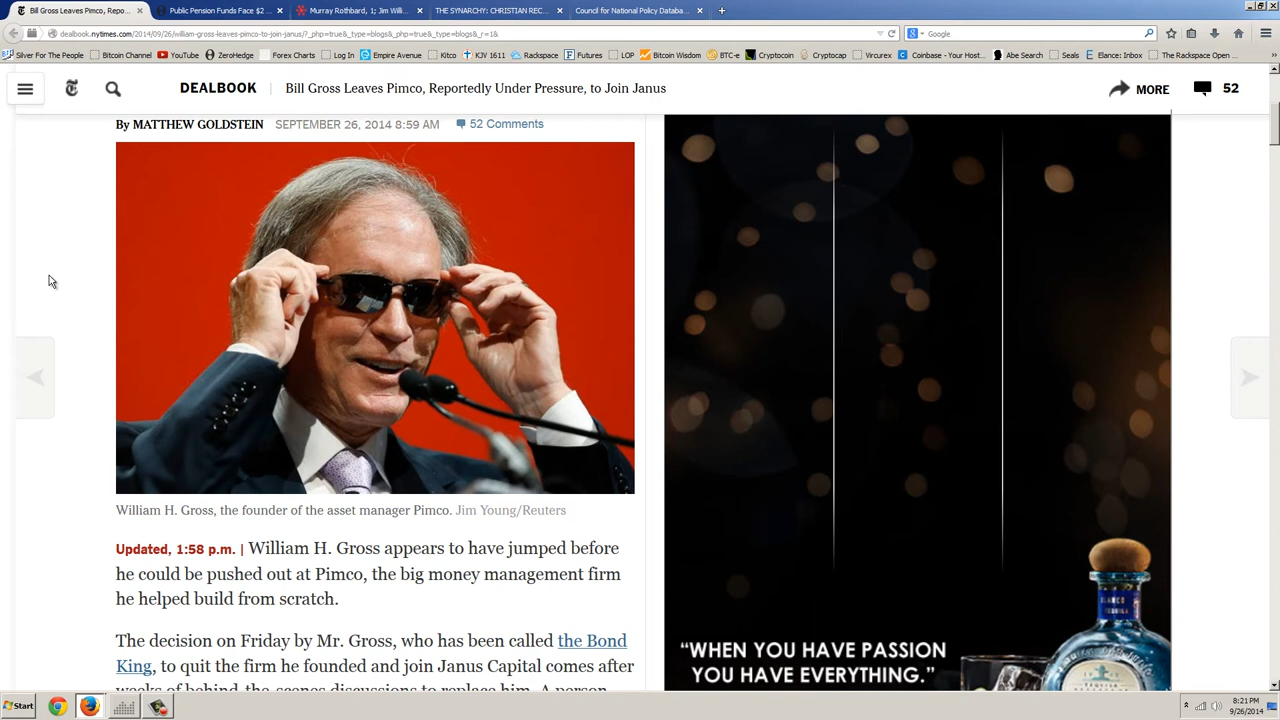 Bill Gross Leaves Pimco, Repor...
Public Pension Funds Face $2 ...
Murray Rothbard, 1; Jim Willi...
THE SYNARCHY: CHRISTIAN REC...
Council for National Policy Databa...
dealbook.nytimes.com/2014/09/26/william-gross-leaves-pimco-to-join-janus/?_php=true&_type=blogs&_php=true&_type=blogs&_r=1&
Google
Silver For The People
Bitcoin Channel
YouTube
ZeroHedge
Forex Charts
Log In
Empire Avenue
Kitco
KJV 1611
Rackspace
Futures
LOP
Bitcoin Wisdom
BTC-e
Cryptocoin
Cryptocap
Vircurex
Coinbase - Your Host...
Abe Search
Seals
Elance: Inbox
The Rackspace Open ...
DEALBOOK
Bill Gross Leaves Pimco, Reportedly Under Pressure, to Join Janus
MORE
52
By MATTHEW GOLDSTEIN SEPTEMBER 26, 2014 8:59 AM 52 Comments
William H. Gross, the founder of the asset manager Pimco. Jim Young/Reuters
Updated, 1:58 p.m. | William H. Gross appears to have jumped before
he could be pushed out at Pimco, the big money management firm
he helped build from scratch.
The decision on Friday by Mr. Gross, who has been called the Bond
King, to quit the firm he founded and join Janus Capital comes after
weeks of behind-the-scenes discussions to replace him. A person
"WHEN YOU HAVE PASSION
YOU HAVE EVERYTHING."
Start
8:21 PM
9/26/2014